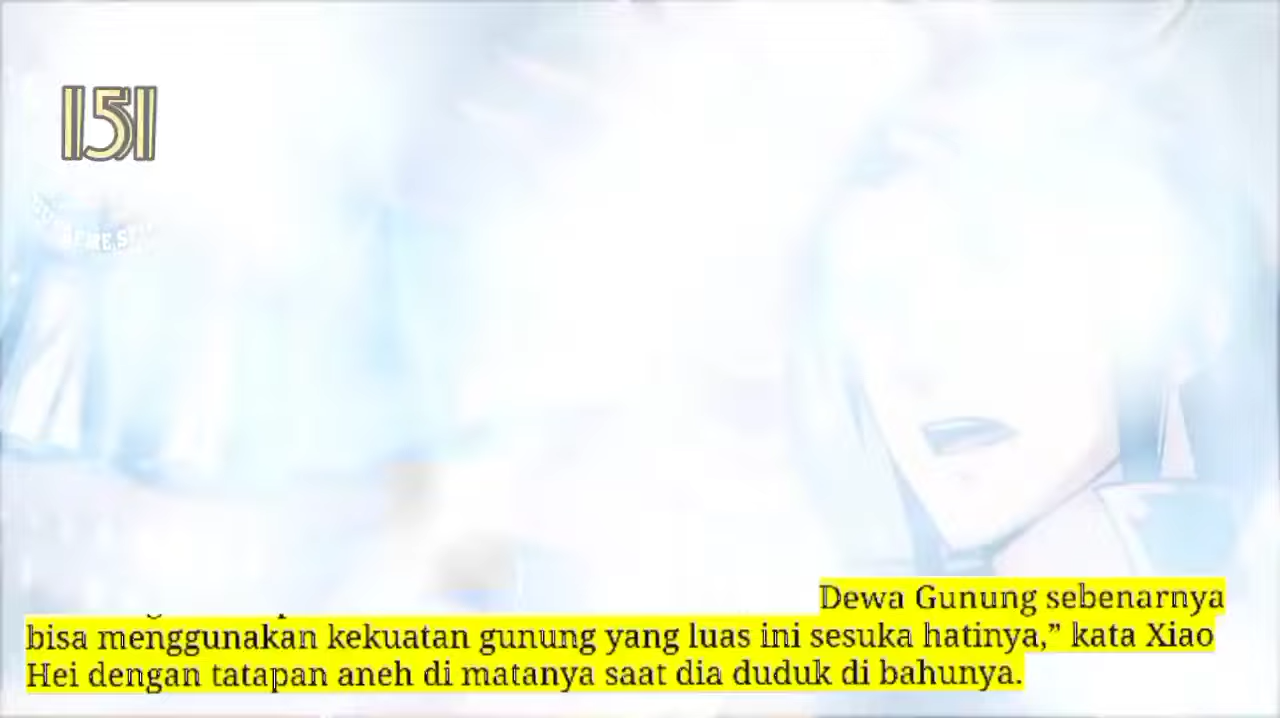 151
Dewa Gunung sebenarnya
bisa menggunakan kekuatan gunung yang luas ini sesuka hatinya,” kata Xiao
Hei dengan tatapan aneh di matanya saat dia duduk di bahunya.